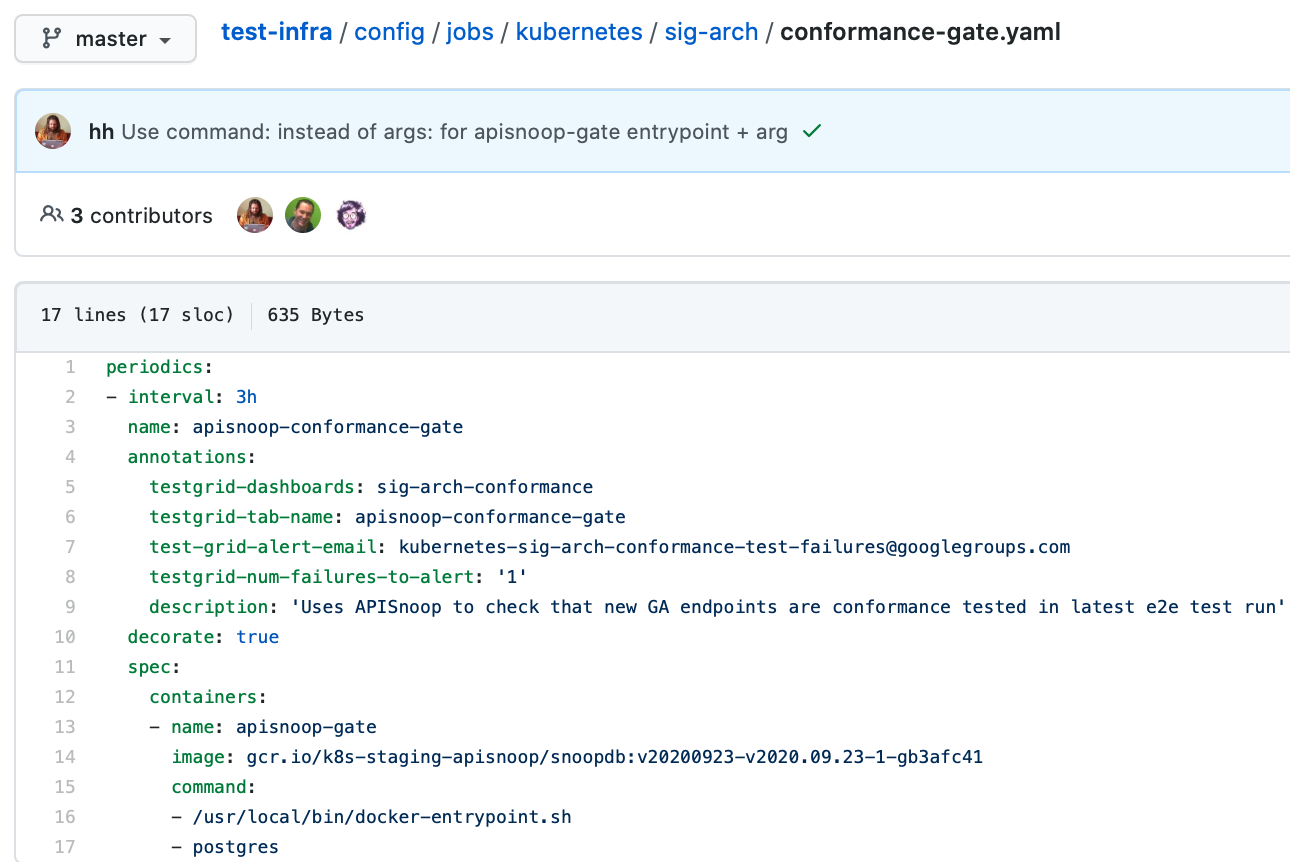 master test-infra / config / jobs / kubernetes / sig-arch / conformance-gate.yaml
hh Use command: instead of args: for apisnoop-gate entrypoint + arg
3 contributors
17 lines (17 sloc) 635 Bytes
1 periodics:
2 - interval: 3h
3 name: apisnoop-conformance-gate
4 annotations:
5 testgrid-dashboards: sig-arch-conformance
6 testgrid-tab-name: apisnoop-conformance-gate
7 test-grid-alert-email: kubernetes-sig-arch-conformance-test-failures@googlegroups.com
8 testgrid-num-failures-to-alert: '1'
9 description: 'Uses APISnoop to check that new GA endpoints are conformance tested in latest e2e test run'
10 decorate: true
11 spec:
12 containers:
13 - name: apisnoop-gate
14 image: gcr.io/k8s-staging-apisnoop/snoopdb:v20200923-v2020.09.23-1-gb3afc41
15 command:
16 - /usr/local/bin/docker-entrypoint.sh
17 - postgres